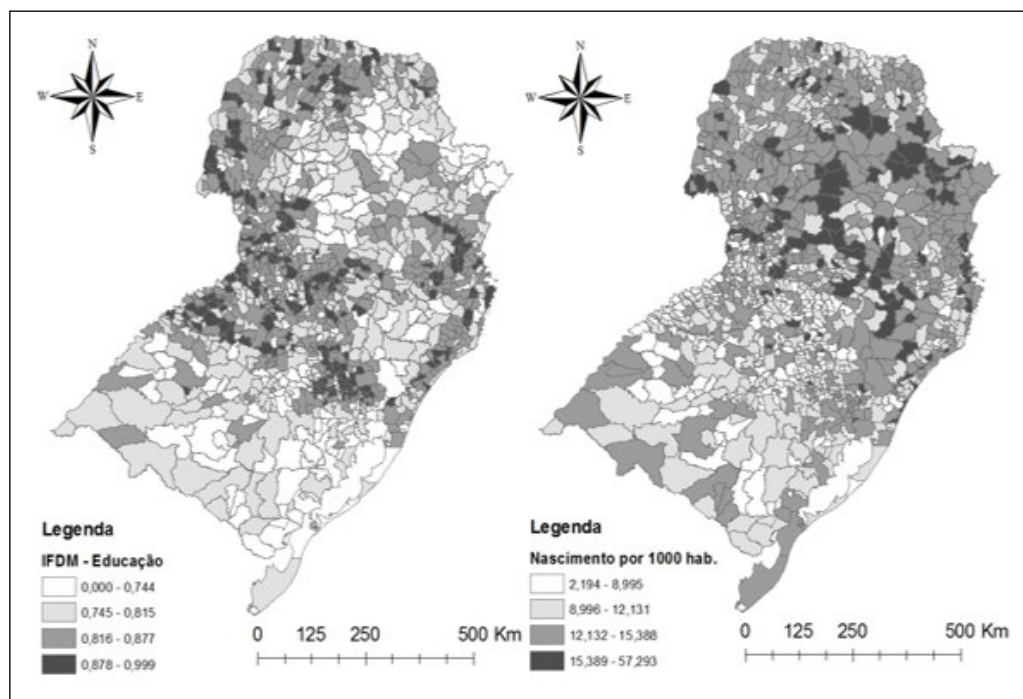 N
W E
S
Legenda
IFDM - Educação
0,000 - 0,744
0,745 - 0,815
0,816 - 0,877
0,878 - 0,999
0 125 250 500 Km
N
W E
S
Legenda
Nascimento por 1000 hab.
2,194 - 8,995
8,996 - 12,131
12,132 - 15,388
15,389 - 57,293
0 125 250 500 Km